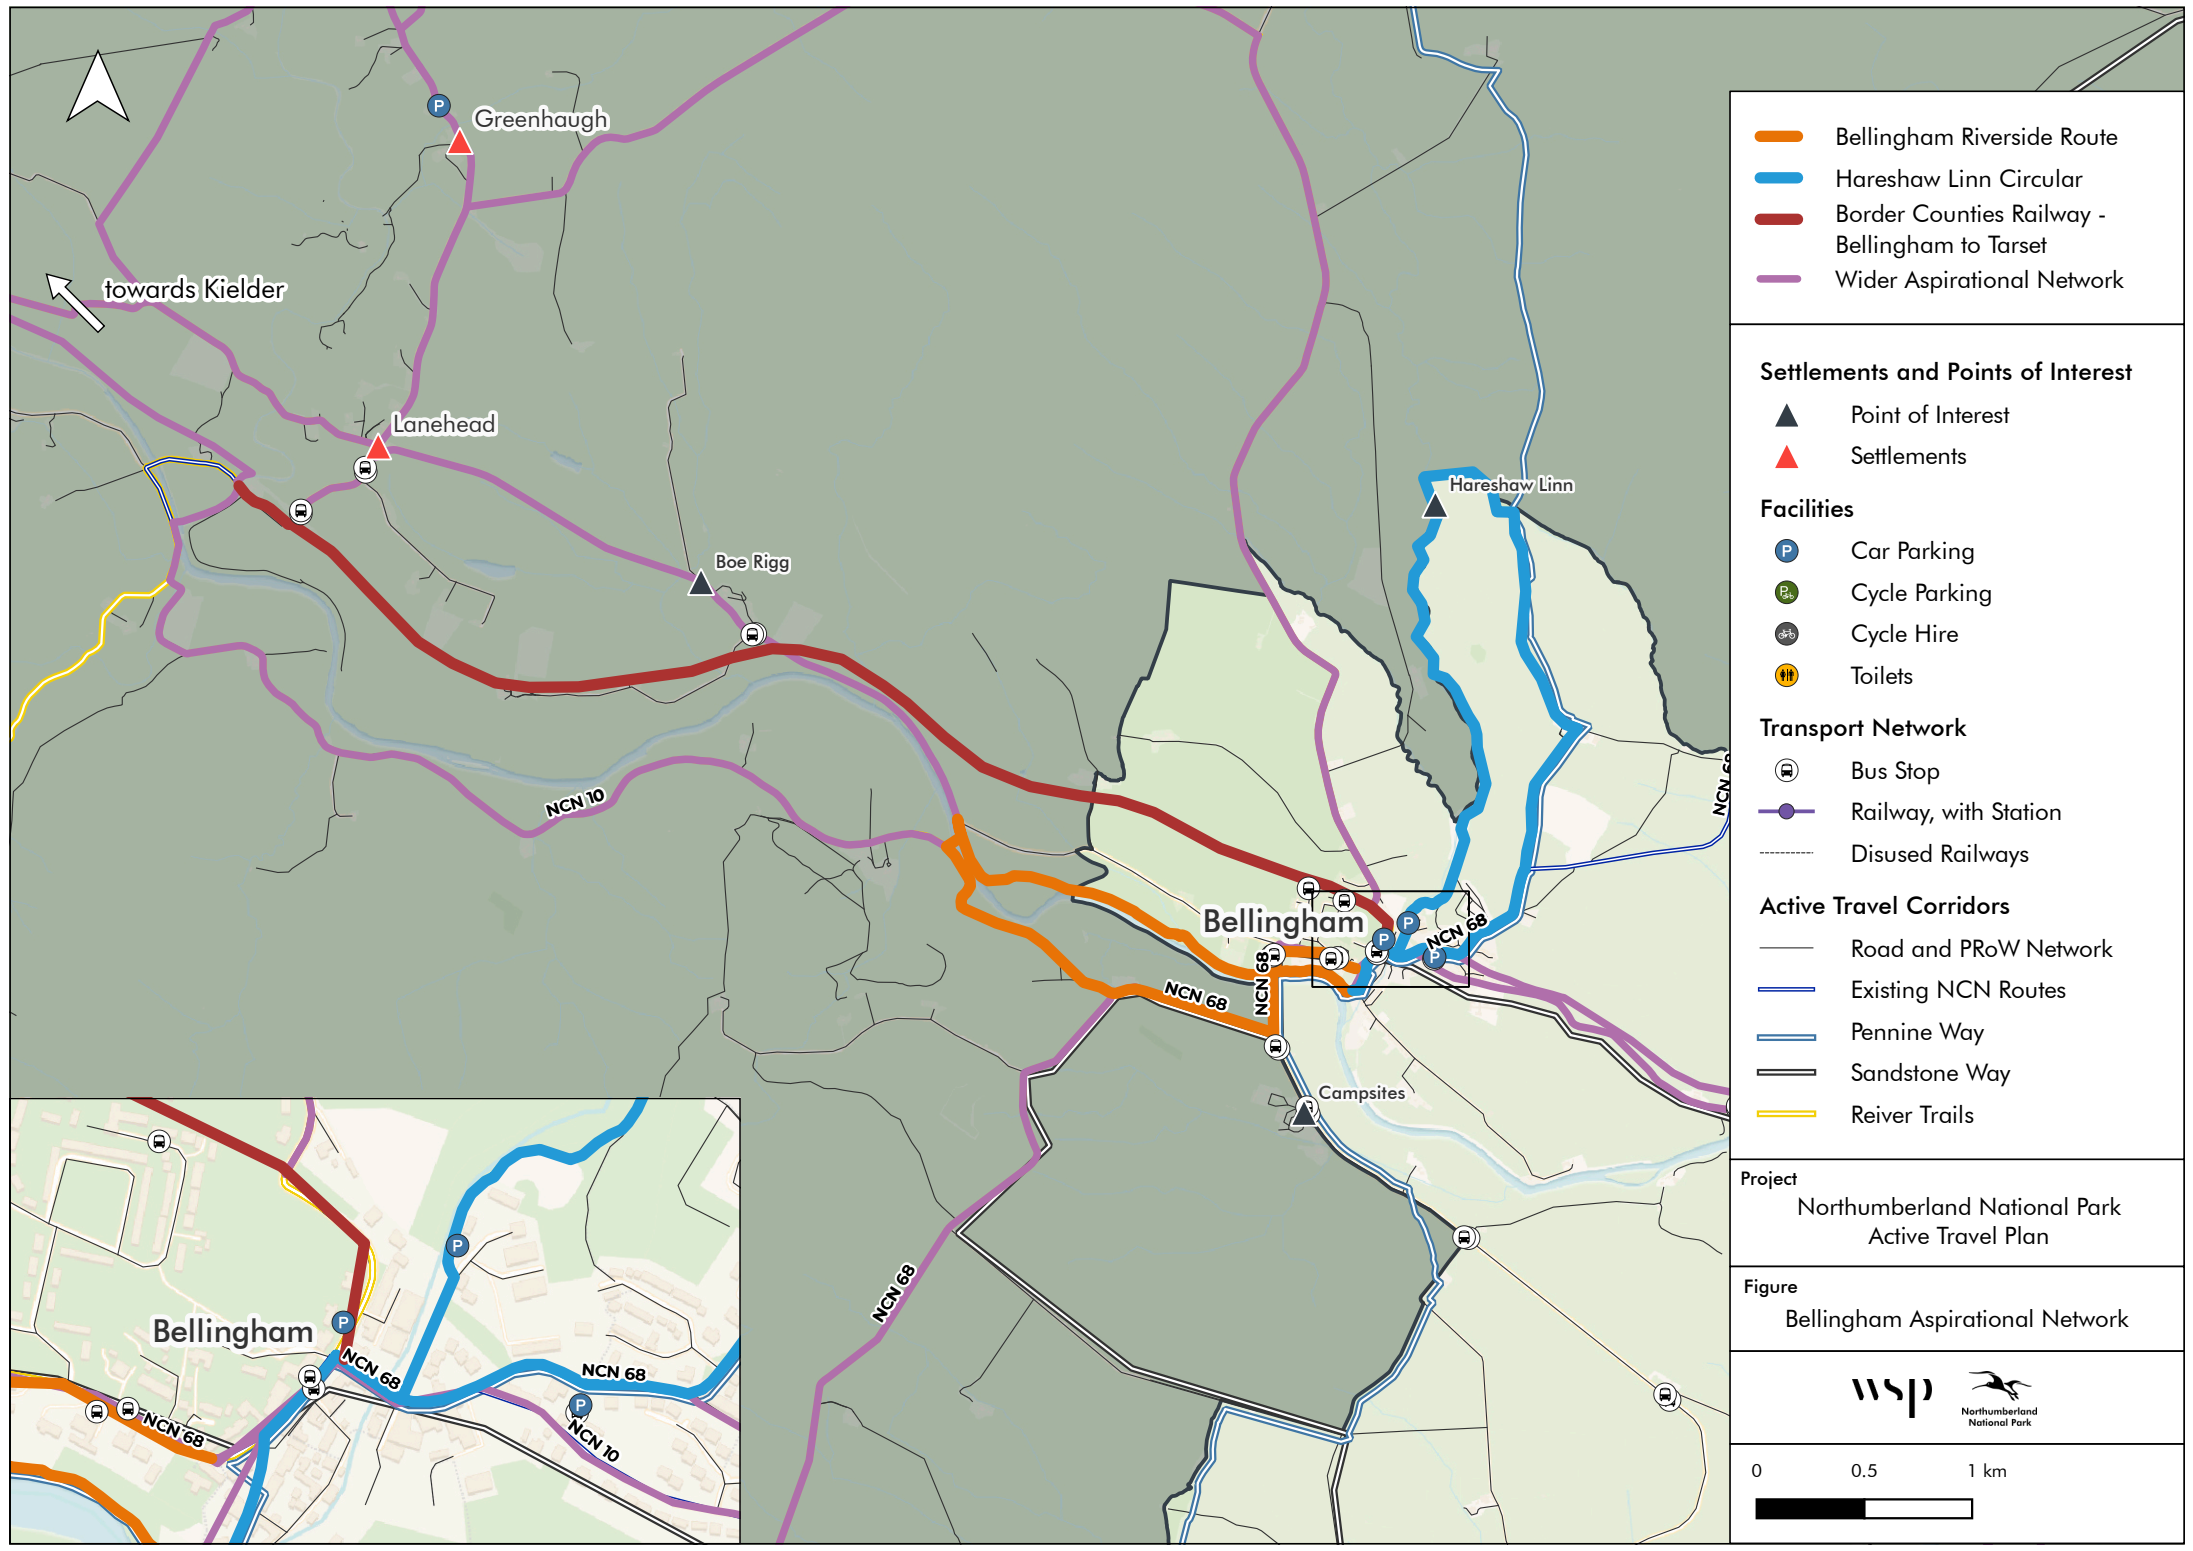 Greenhaugh
towards Kielder
Lanehead
Boe Rigg
Hareshaw Linn
NCN 10
NCN 68
Bellingham
NCN 68
NCN 68
NCN 68
Campsites
NCN 68
Bellingham
NCN 68
NCN 68
NCN 68
NCN 10
Bellingham Riverside Route
Hareshaw Linn Circular
Border Counties Railway -
Bellingham to Tarset
Wider Aspirational Network
Settlements and Points of Interest
Point of Interest
Settlements
Facilities
P Car Parking
P Cycle Parking
Cycle Hire
Toilets
Transport Network
Bus Stop
Railway, with Station
Disused Railways
Active Travel Corridors
Road and PRoW Network
Existing NCN Routes
Pennine Way
Sandstone Way
Reiver Trails
Project
Northumberland National Park
Active Travel Plan
Figure
Bellingham Aspirational Network
wsp
Northumberland
National Park
0 0.5 1 km